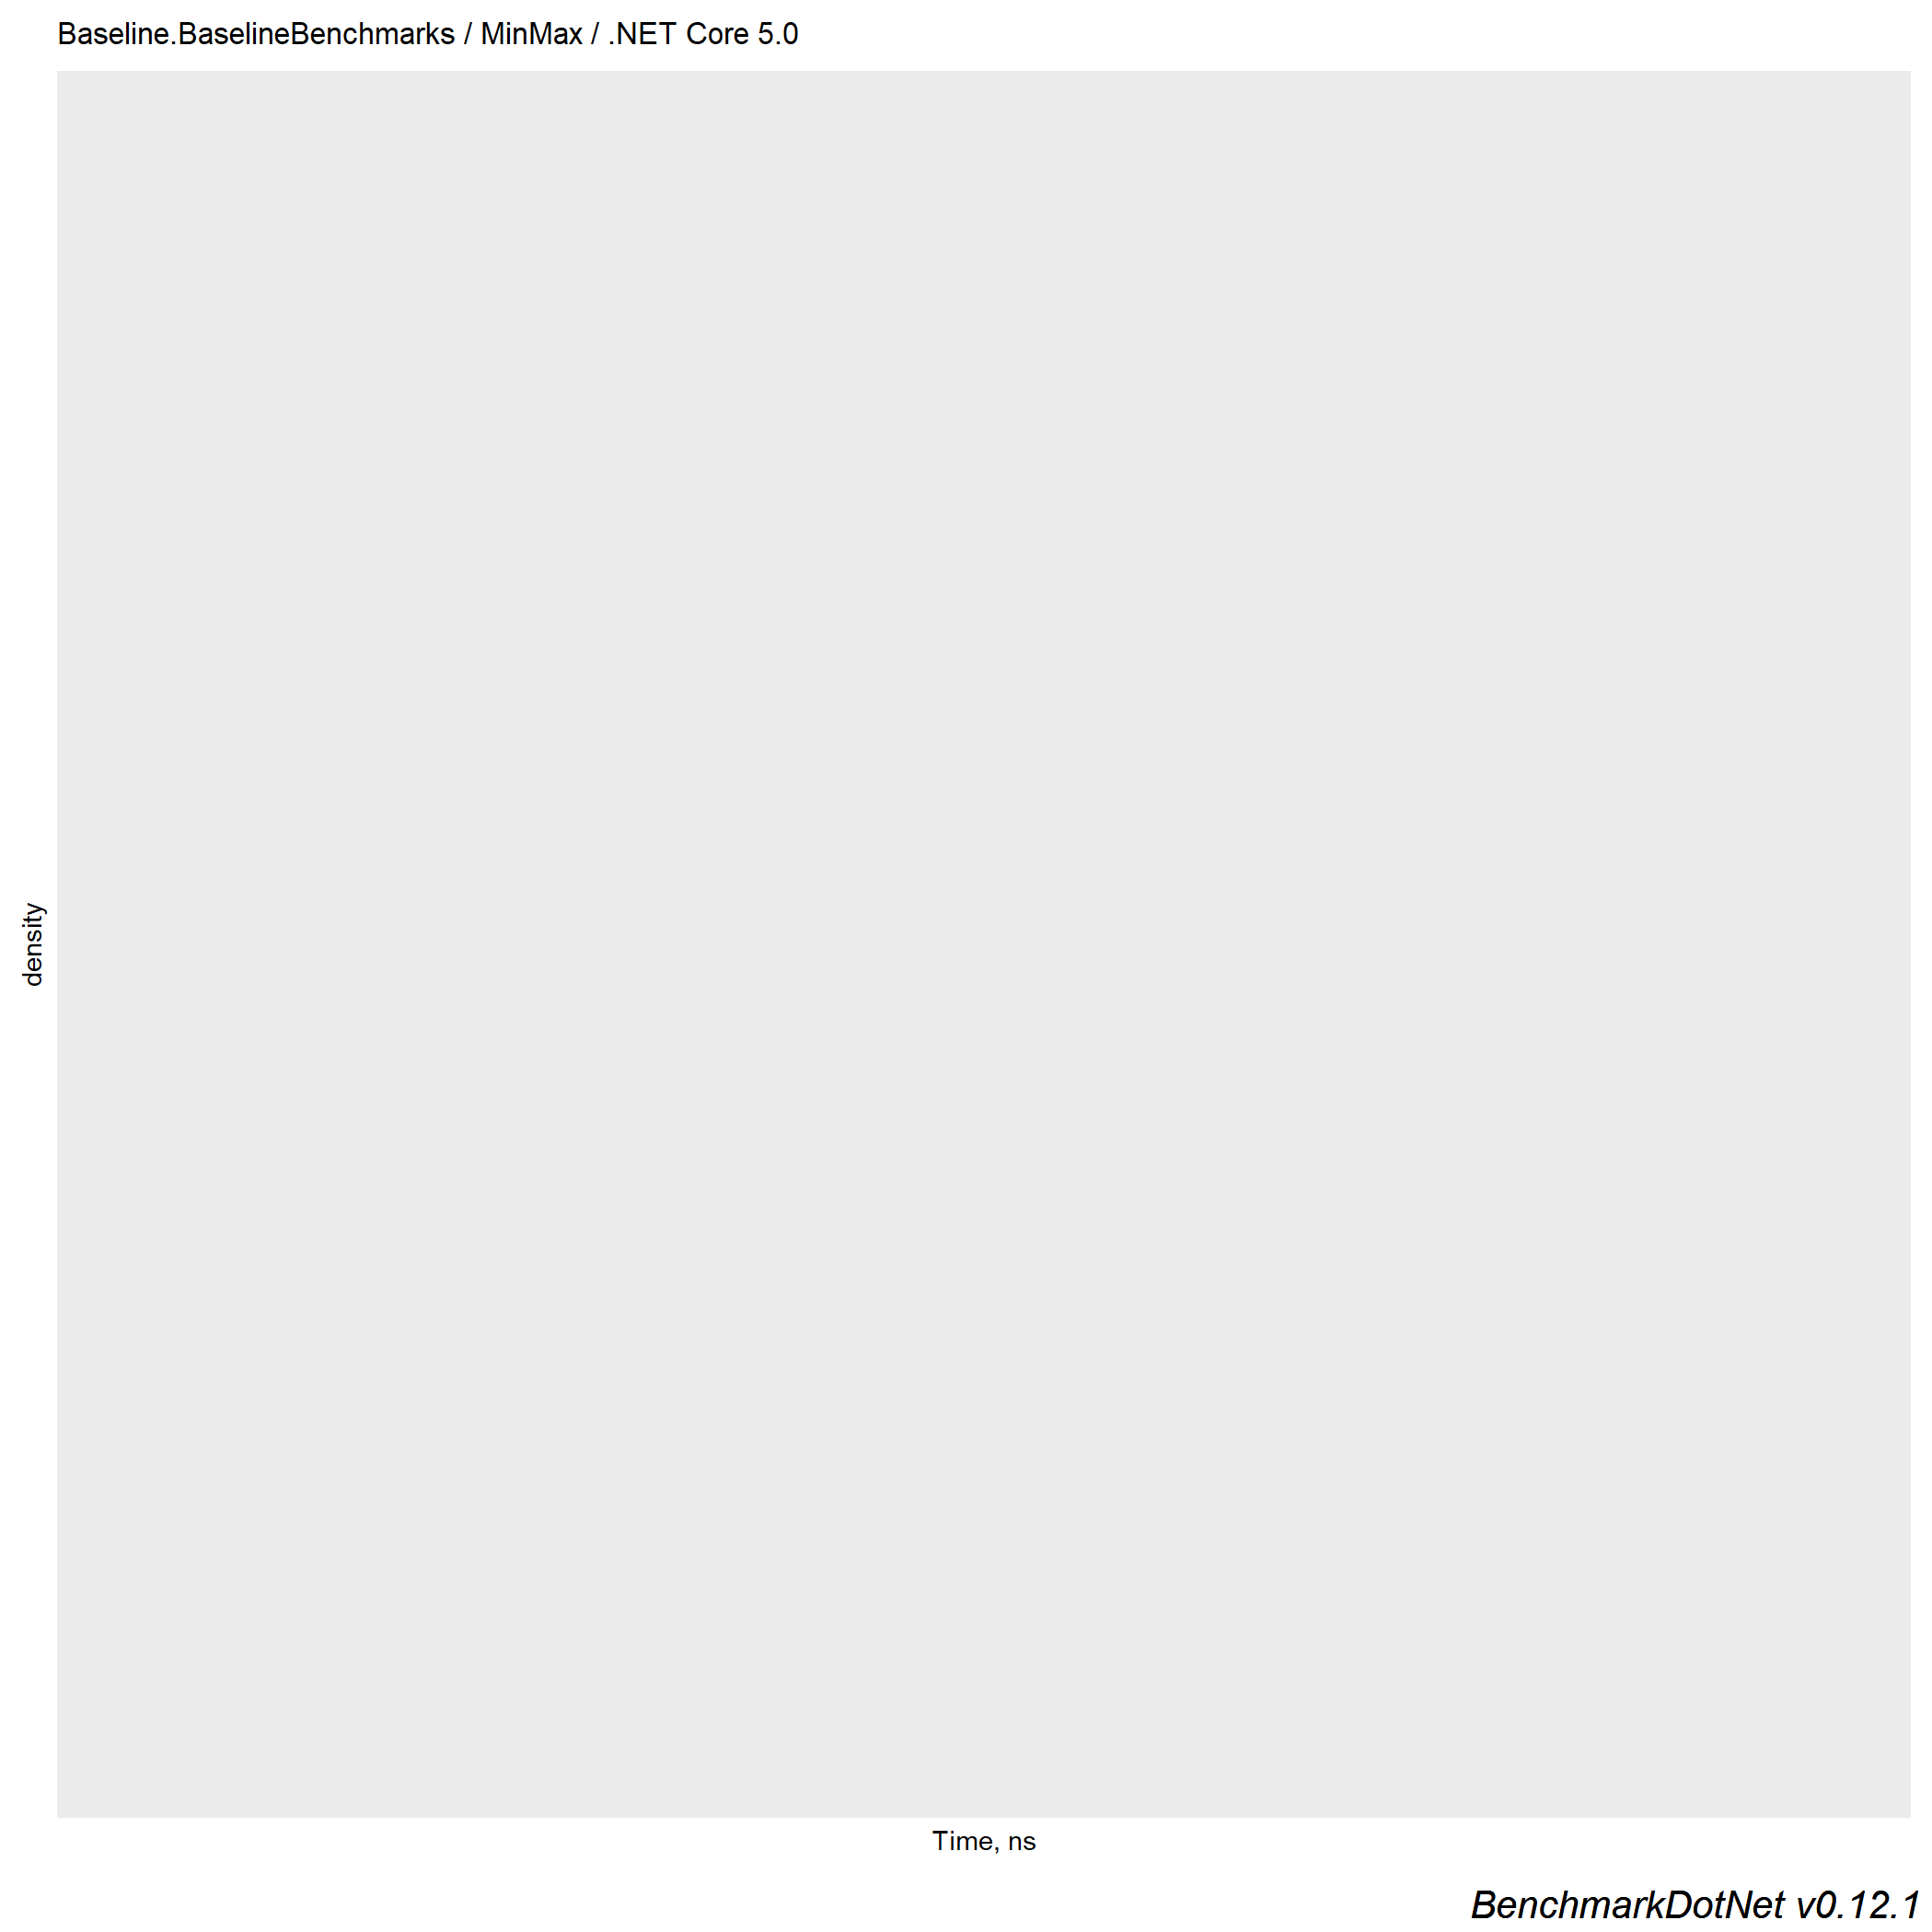 Baseline.BaselineBenchmarks / MinMax / .NET Core 5.0
density
Time, ns
BenchmarkDotNet v0.12.1